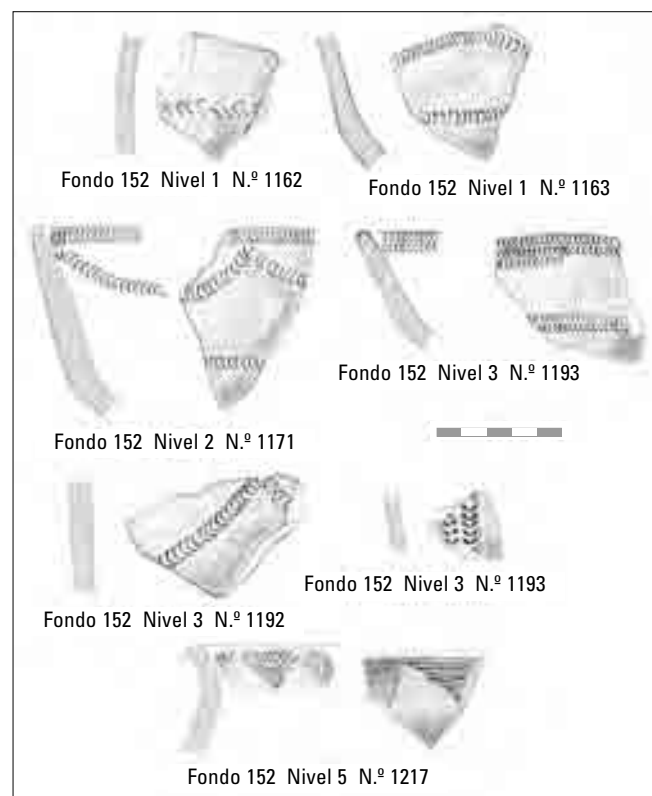 Fondo 152 Nivel 1 N.º 1162
Fondo 152 Nivel 1 N.º 1163
Fondo 152 Nivel 3 N.º 1193
Fondo 152 Nivel 2 N.º 1171
Fondo 152 Nivel 3 N.º 1193
Fondo 152 Nivel 3 N.º 1192
Fondo 152 Nivel 5 N.º 1217